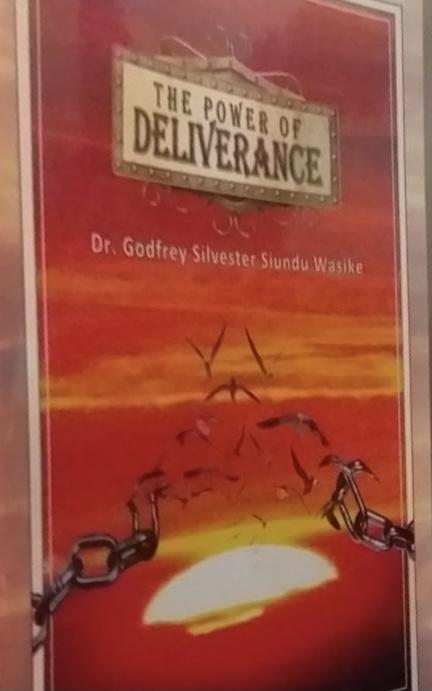 THE POWER OF
DELIVERANCE
Dr. Godfrey Silvester Siundu Wasike